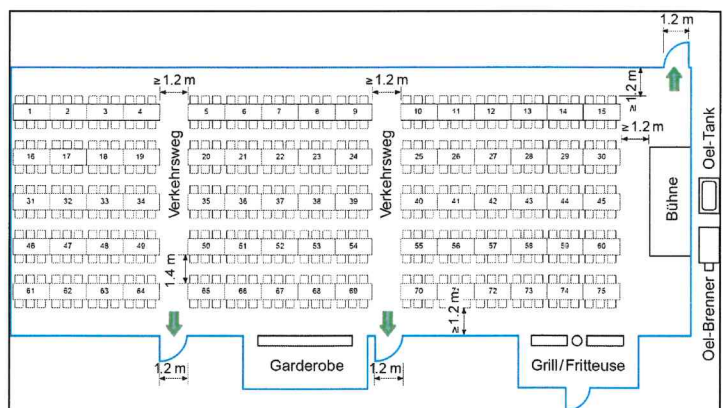 1.2 m
≥ 1.2 m
≥ 1.2 m
≥ 1.2 m
≥ 1.2 m
1 2 3 4
5 6 7 8 9
10 11 12 13 14 15
16 17 18 19
20 21 22 23 24
25 26 27 28 29 30
31 32 33 34
35 36 37 38 39
40 41 42 43 44 45
46 47 48 49
50 51 52 53 54
55 56 57 58 59 60
61 62 63 64
65 66 67 68 69
70 72 73 74 75
Verkehrsweg
Verkehrsweg
Bühne
Oel-Tank
Oel-Brenner
1.4 m
≥ 1.2 m
1.2 m
Garderobe
1.2 m
Grill/Fritteuse